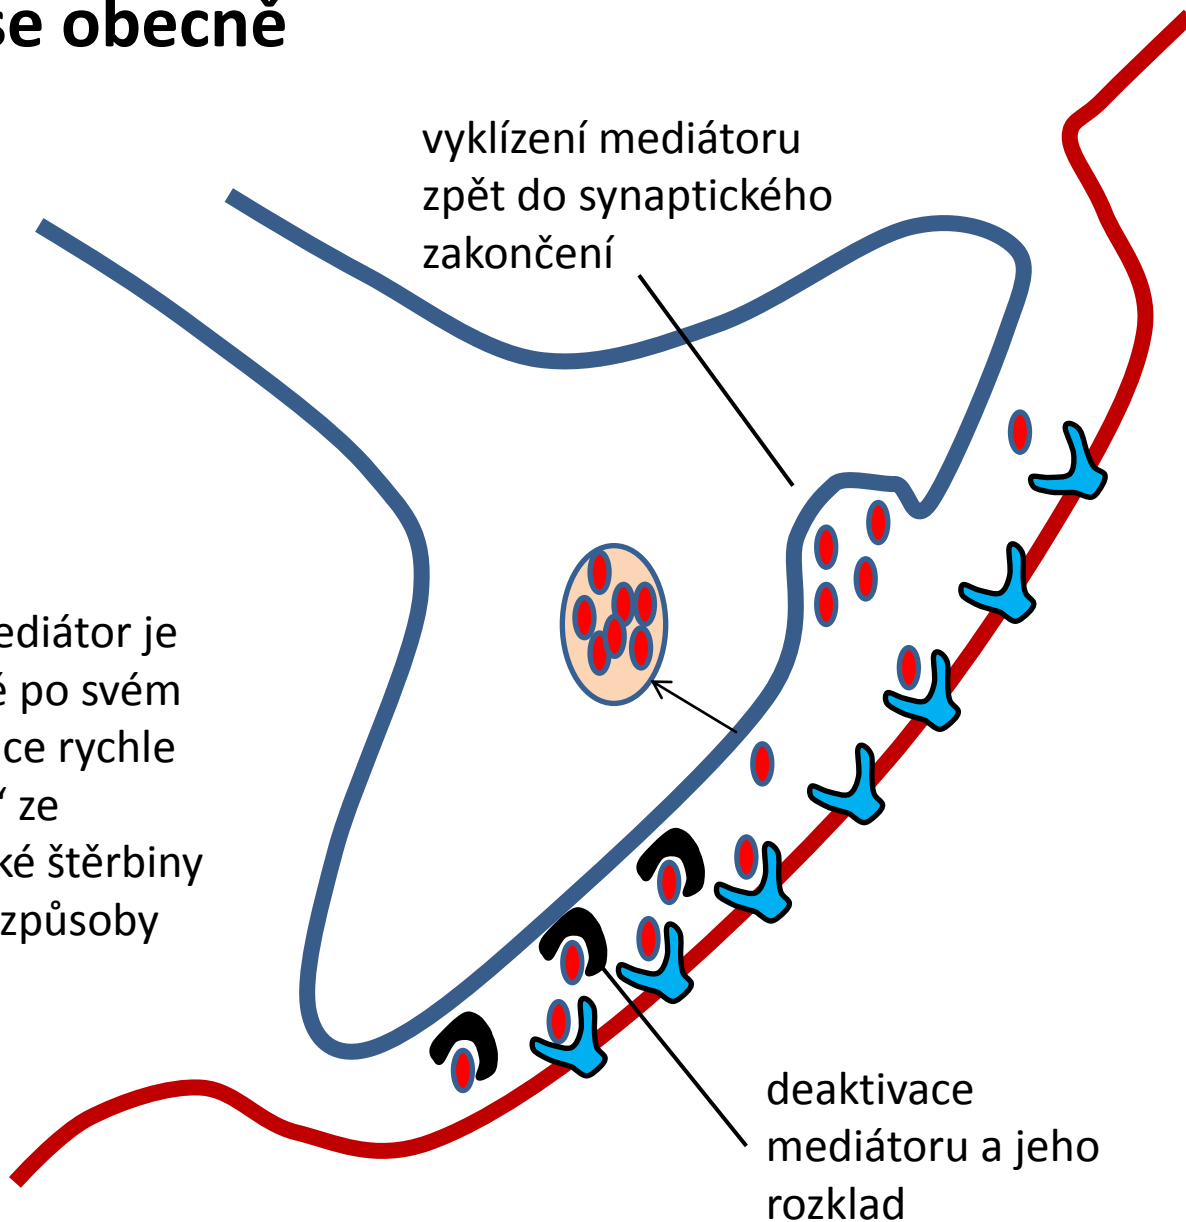 se obecně
vyklízení mediátoru
zpět do synaptického
zakončení
ediátor je
é po svém
ce rychle
“ ze
ké štěrbiny
způsoby
deaktivace
mediátoru a jeho
rozklad